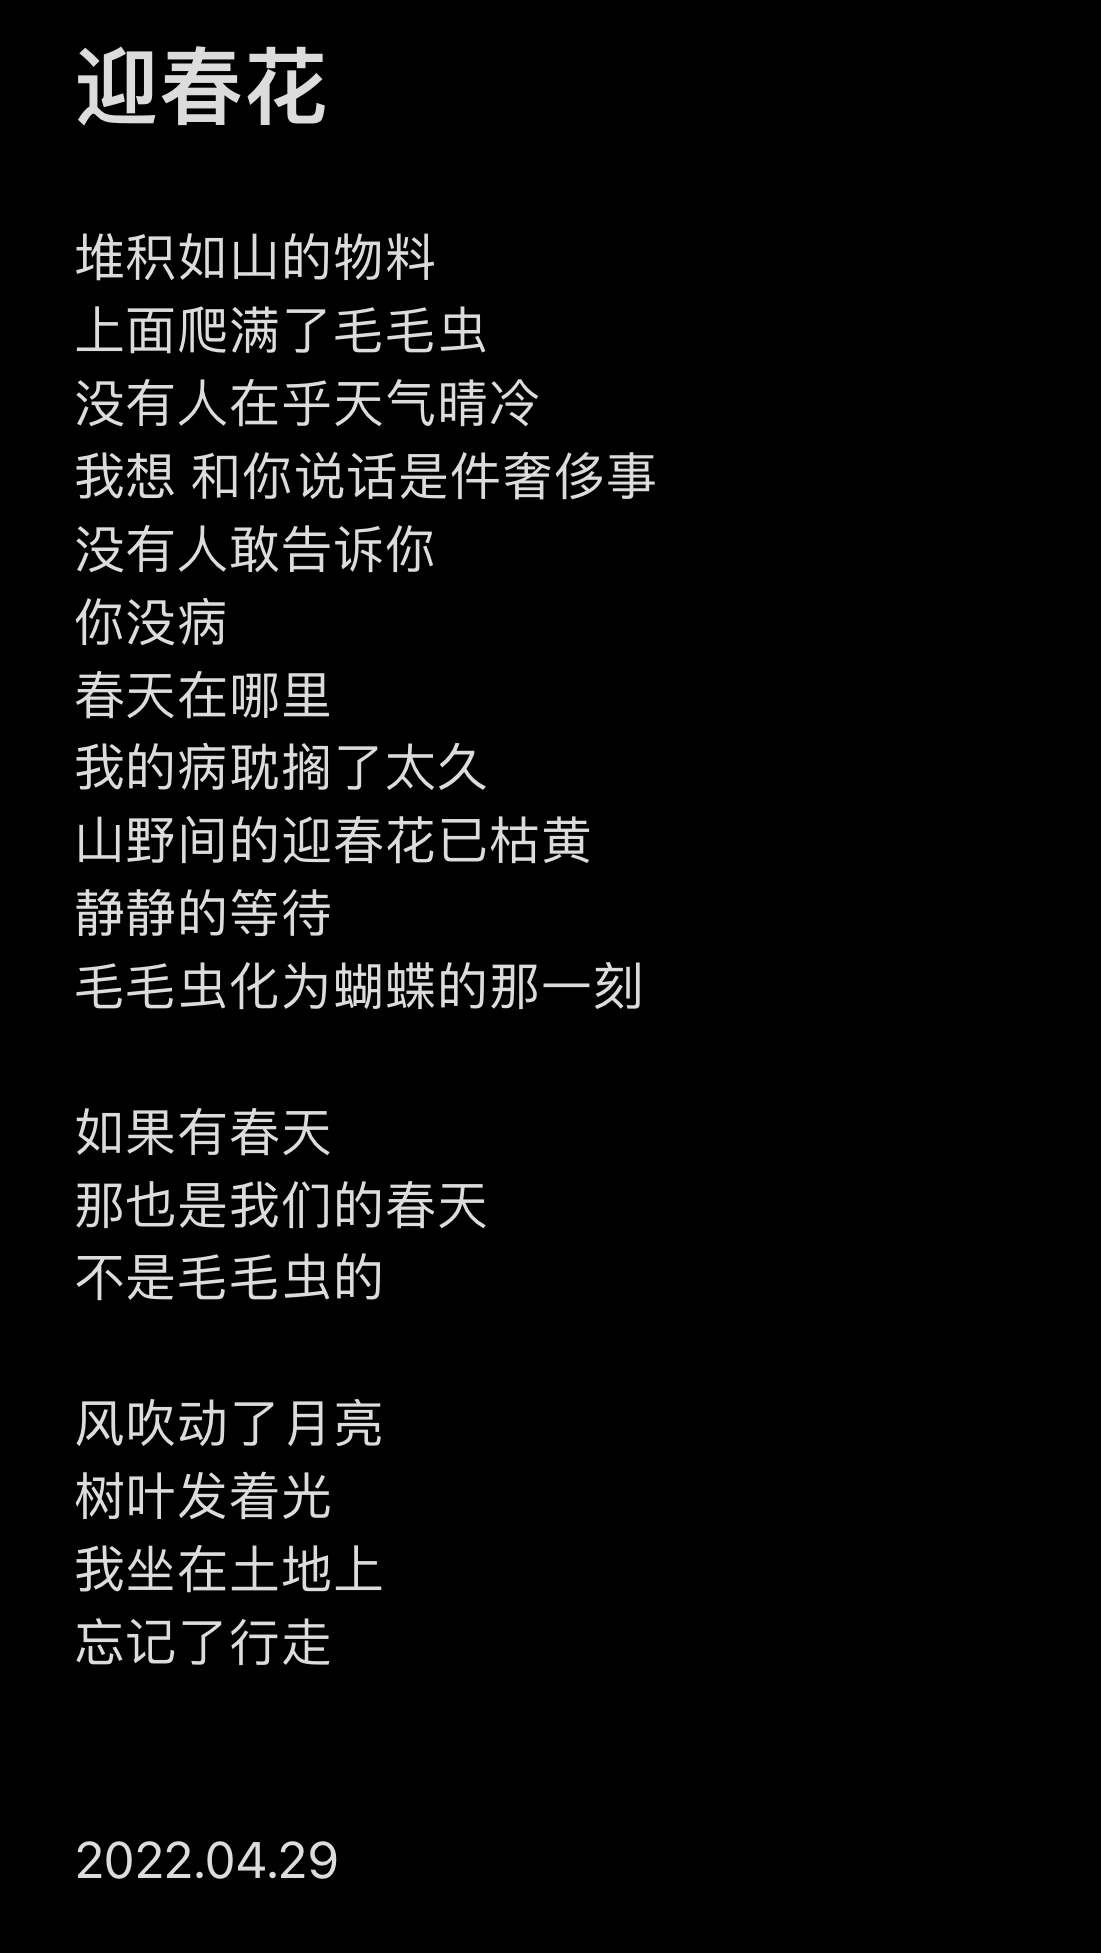 迎春花
堆积如山的物料
上面爬满了毛毛虫
没有人在乎天气晴冷
我想 和你说话是件奢侈事
没有人敢告诉你
你没病
春天在哪里
我的病耽搁了太久
山野间的迎春花已枯黄
静静的等待
毛毛虫化为蝴蝶的那一刻
如果有春天
那也是我们的春天
不是毛毛虫的
风吹动了月亮
树叶发着光
我坐在土地上
忘记了行走
2022.04.29